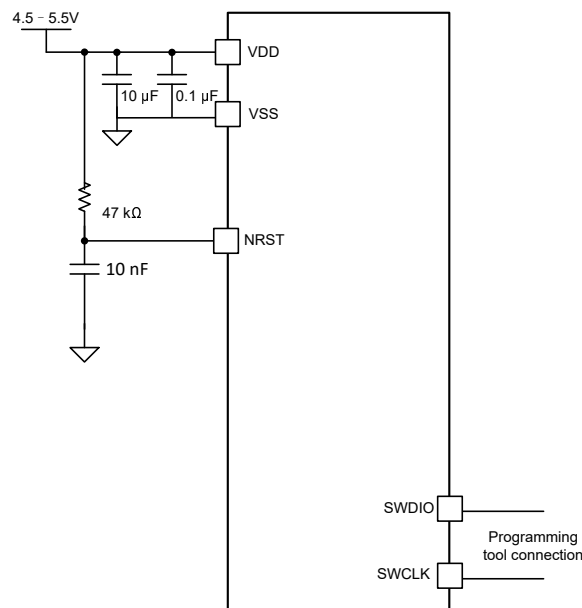 4.5 - 5.5V
VDD
10 µF
0.1 µF
VSS
47 kΩ
NRST
10 nF
SWDIO
Programming
tool connection
SWCLK